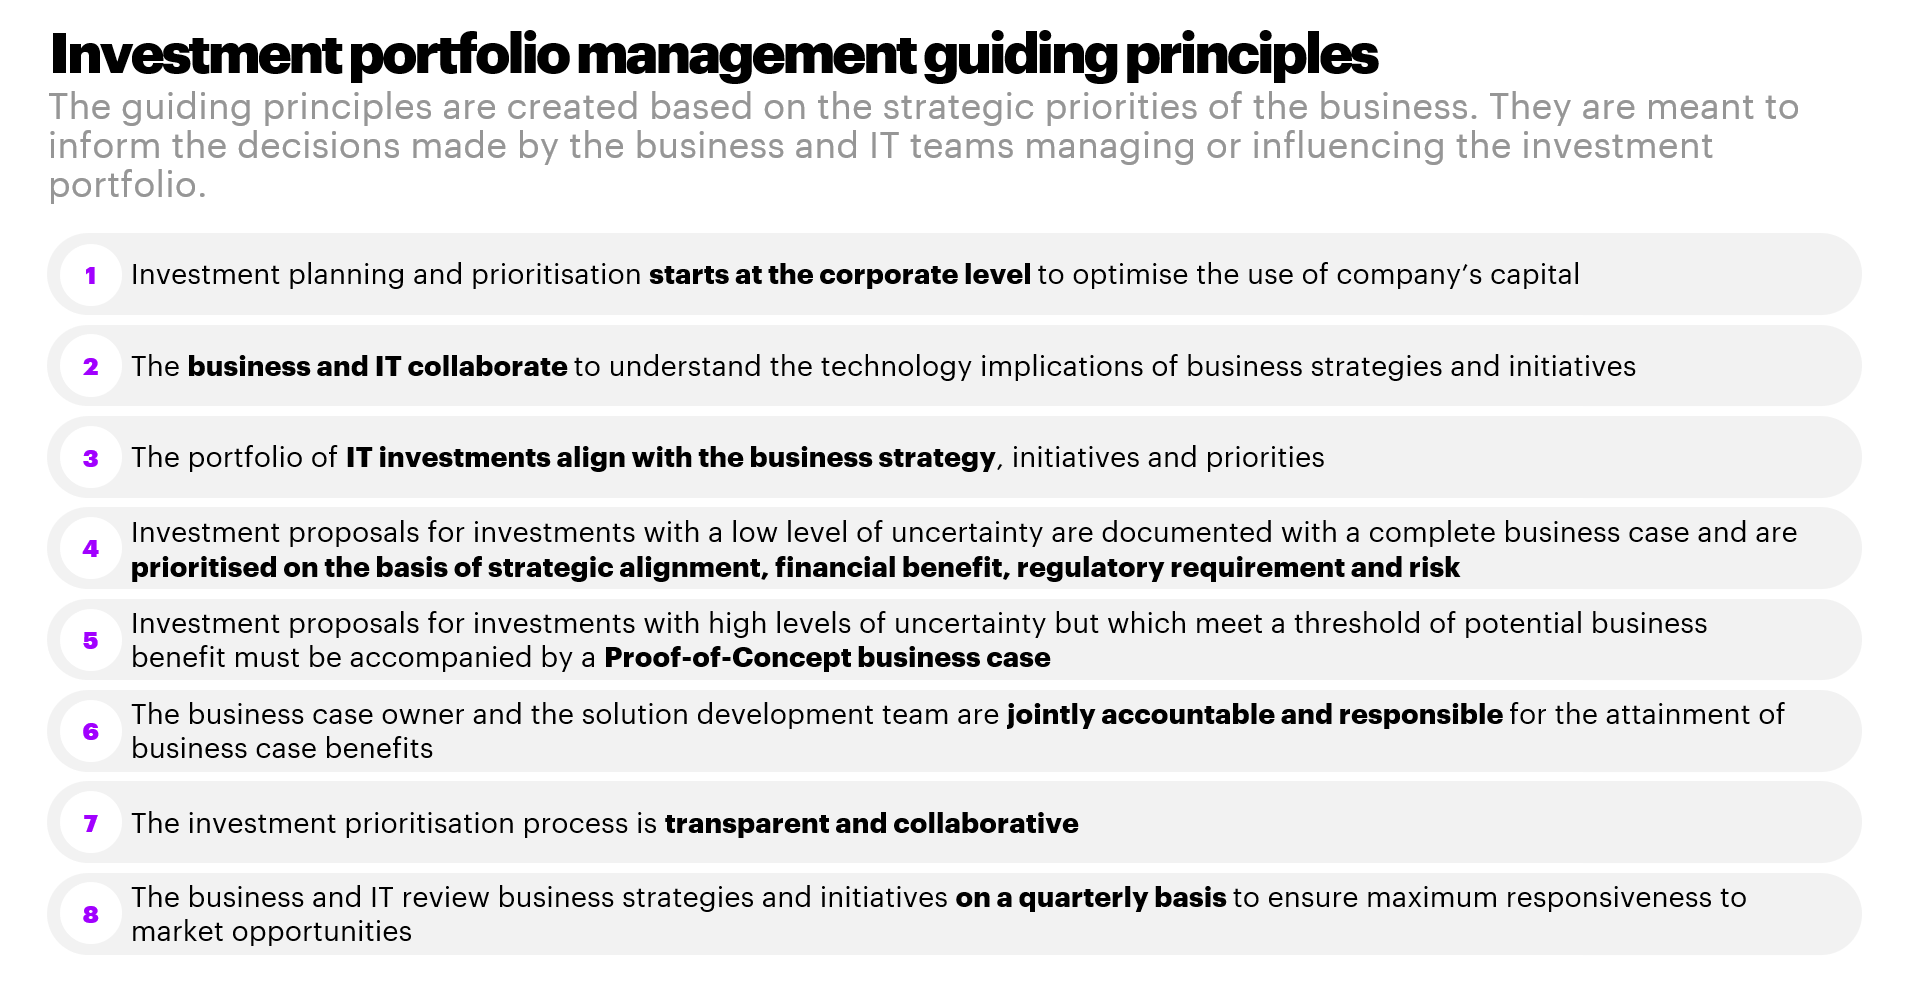 Investment portfolio management guiding principles
The guiding principles are created based on the strategic priorities of the business. They are meant to
inform the decisions made by the business and IT teams managing or influencing the investment
portfolio.
1
Investment planning and prioritisation starts at the corporate level to optimise the use of company’s capital
2
The business and IT collaborate to understand the technology implications of business strategies and initiatives
3
The portfolio of IT investments align with the business strategy, initiatives and priorities
4
Investment proposals for investments with a low level of uncertainty are documented with a complete business case and are
prioritised on the basis of strategic alignment, financial benefit, regulatory requirement and risk
5
Investment proposals for investments with high levels of uncertainty but which meet a threshold of potential business
benefit must be accompanied by a Proof-of-Concept business case
6
The business case owner and the solution development team are jointly accountable and responsible for the attainment of
business case benefits
7
The investment prioritisation process is transparent and collaborative
8
The business and IT review business strategies and initiatives on a quarterly basis to ensure maximum responsiveness to
market opportunities